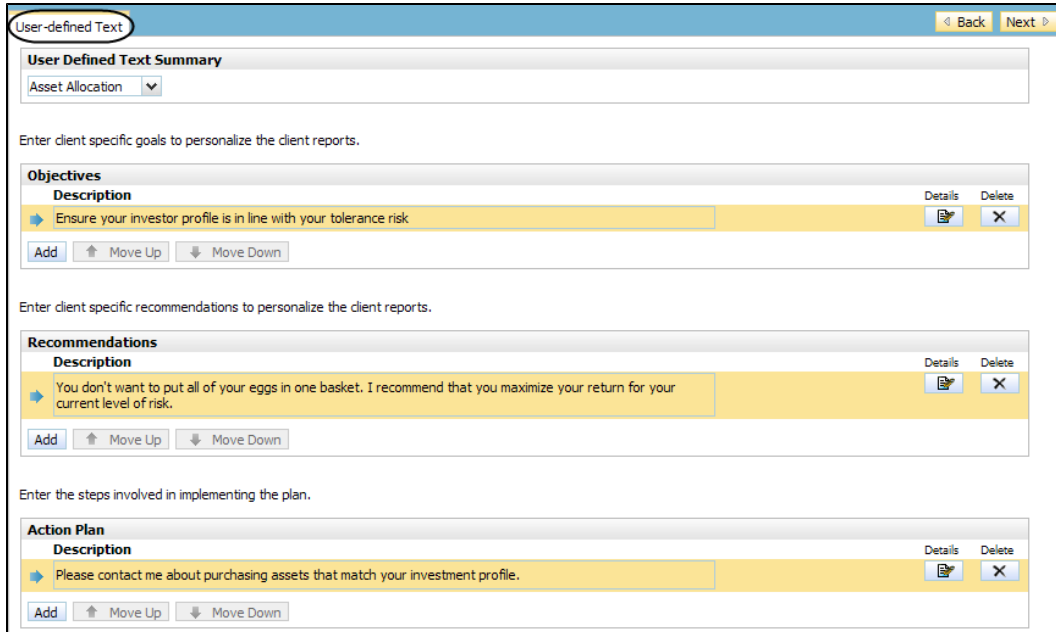 User-defined Text
Back Next
User Defined Text Summary
Asset Allocation
Enter client specific goals to personalize the client reports.
Objectives
Description Details Delete
Ensure your investor profile is in line with your tolerance risk
Add Move Up Move Down
Enter client specific recommendations to personalize the client reports.
Recommendations
Description Details Delete
You don't want to put all of your eggs in one basket. I recommend that you maximize your return for your
current level of risk.
Add Move Up Move Down
Enter the steps involved in implementing the plan.
Action Plan
Description Details Delete
Please contact me about purchasing assets that match your investment profile.
Add Move Up Move Down